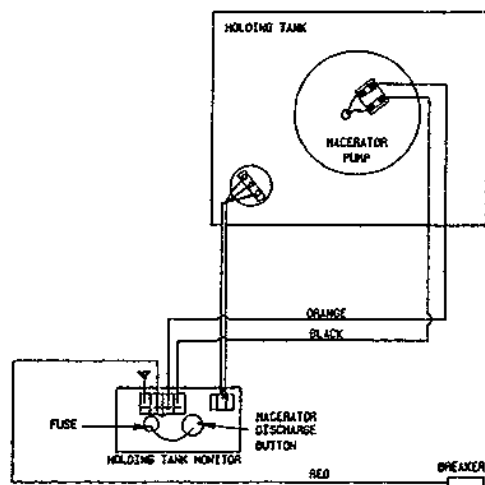 HOLDING TANK
MACERATOR
PUMP
ORANGE
BLACK
FUSE
MACERATOR
DISCHARGE
BUTTON
HOLDING TANK MONITOR
RED
BREAKER